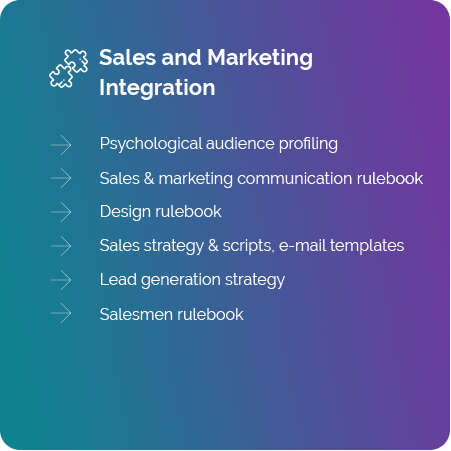 Sales and Marketing
Integration
Psychological audience profiling
Sales & marketing communication rulebook
Design rulebook
Sales strategy & scripts, e-mail templates
Lead generation strategy
Salesmen rulebook